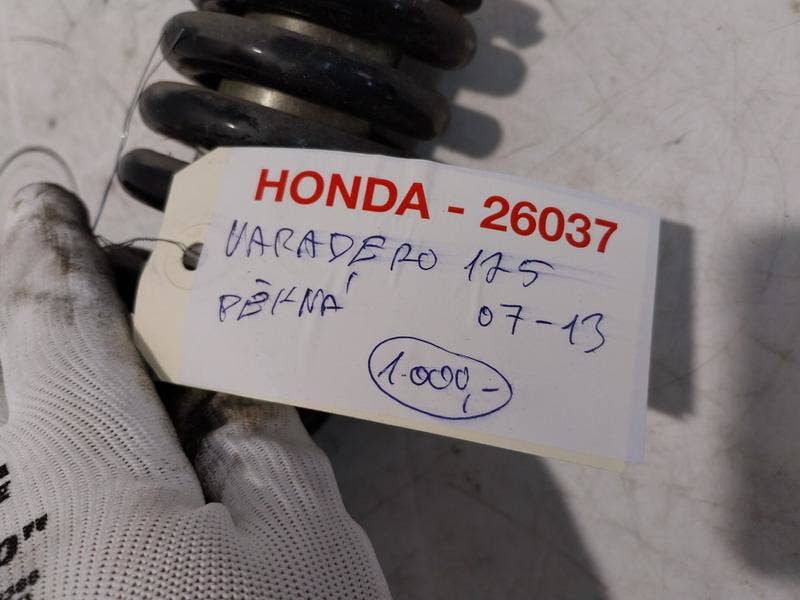 HONDA - 26037
VARADERO 125
PĚKNÁ
07-13
1.000,-